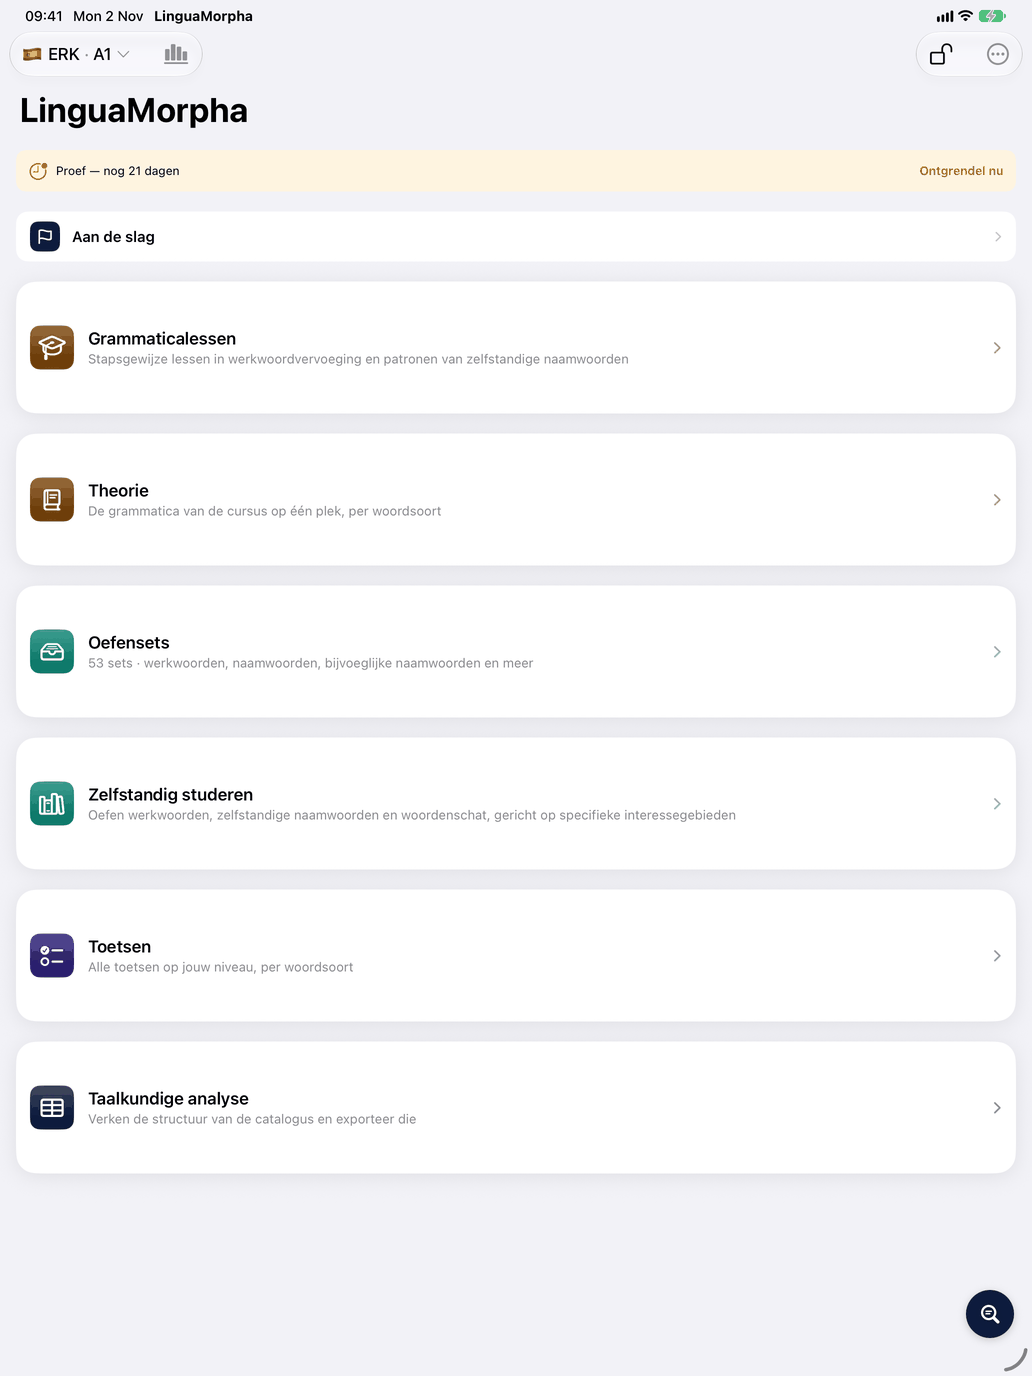 09:41 Mon 2 Nov LinguaMorpha
ERK · A1
LinguaMorpha
Proef — nog 21 dagen
Ontgrendel nu
Aan de slag
Grammaticalessen
Stapsgewijze lessen in werkwoordvervoeging en patronen van zelfstandige naamwoorden
Theorie
De grammatica van de cursus op één plek, per woordsoort
Oefensets
53 sets · werkwoorden, naamwoorden, bijvoeglijke naamwoorden en meer
Zelfstandig studeren
Oefen werkwoorden, zelfstandige naamwoorden en woordenschat, gericht op specifieke interessegebieden
Toetsen
Alle toetsen op jouw niveau, per woordsoort
Taalkundige analyse
Verken de structuur van de catalogus en exporteer die